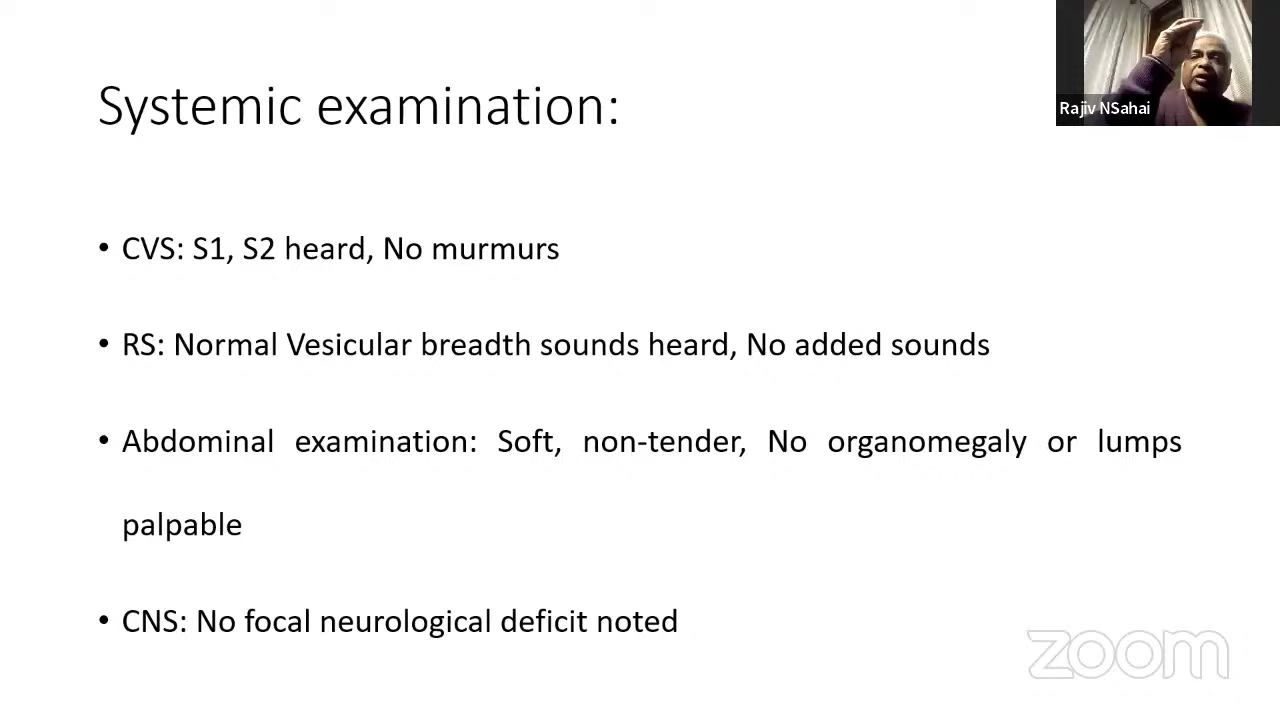 Systemic examination:
Rajiv NSahai
• CVS: S1, S2 heard, No murmurs
• RS: Normal Vesicular breadth sounds heard, No added sounds
• Abdominal examination: Soft, non-tender, No organomegaly or lumps
palpable
• CNS: No focal neurological deficit noted
zoom